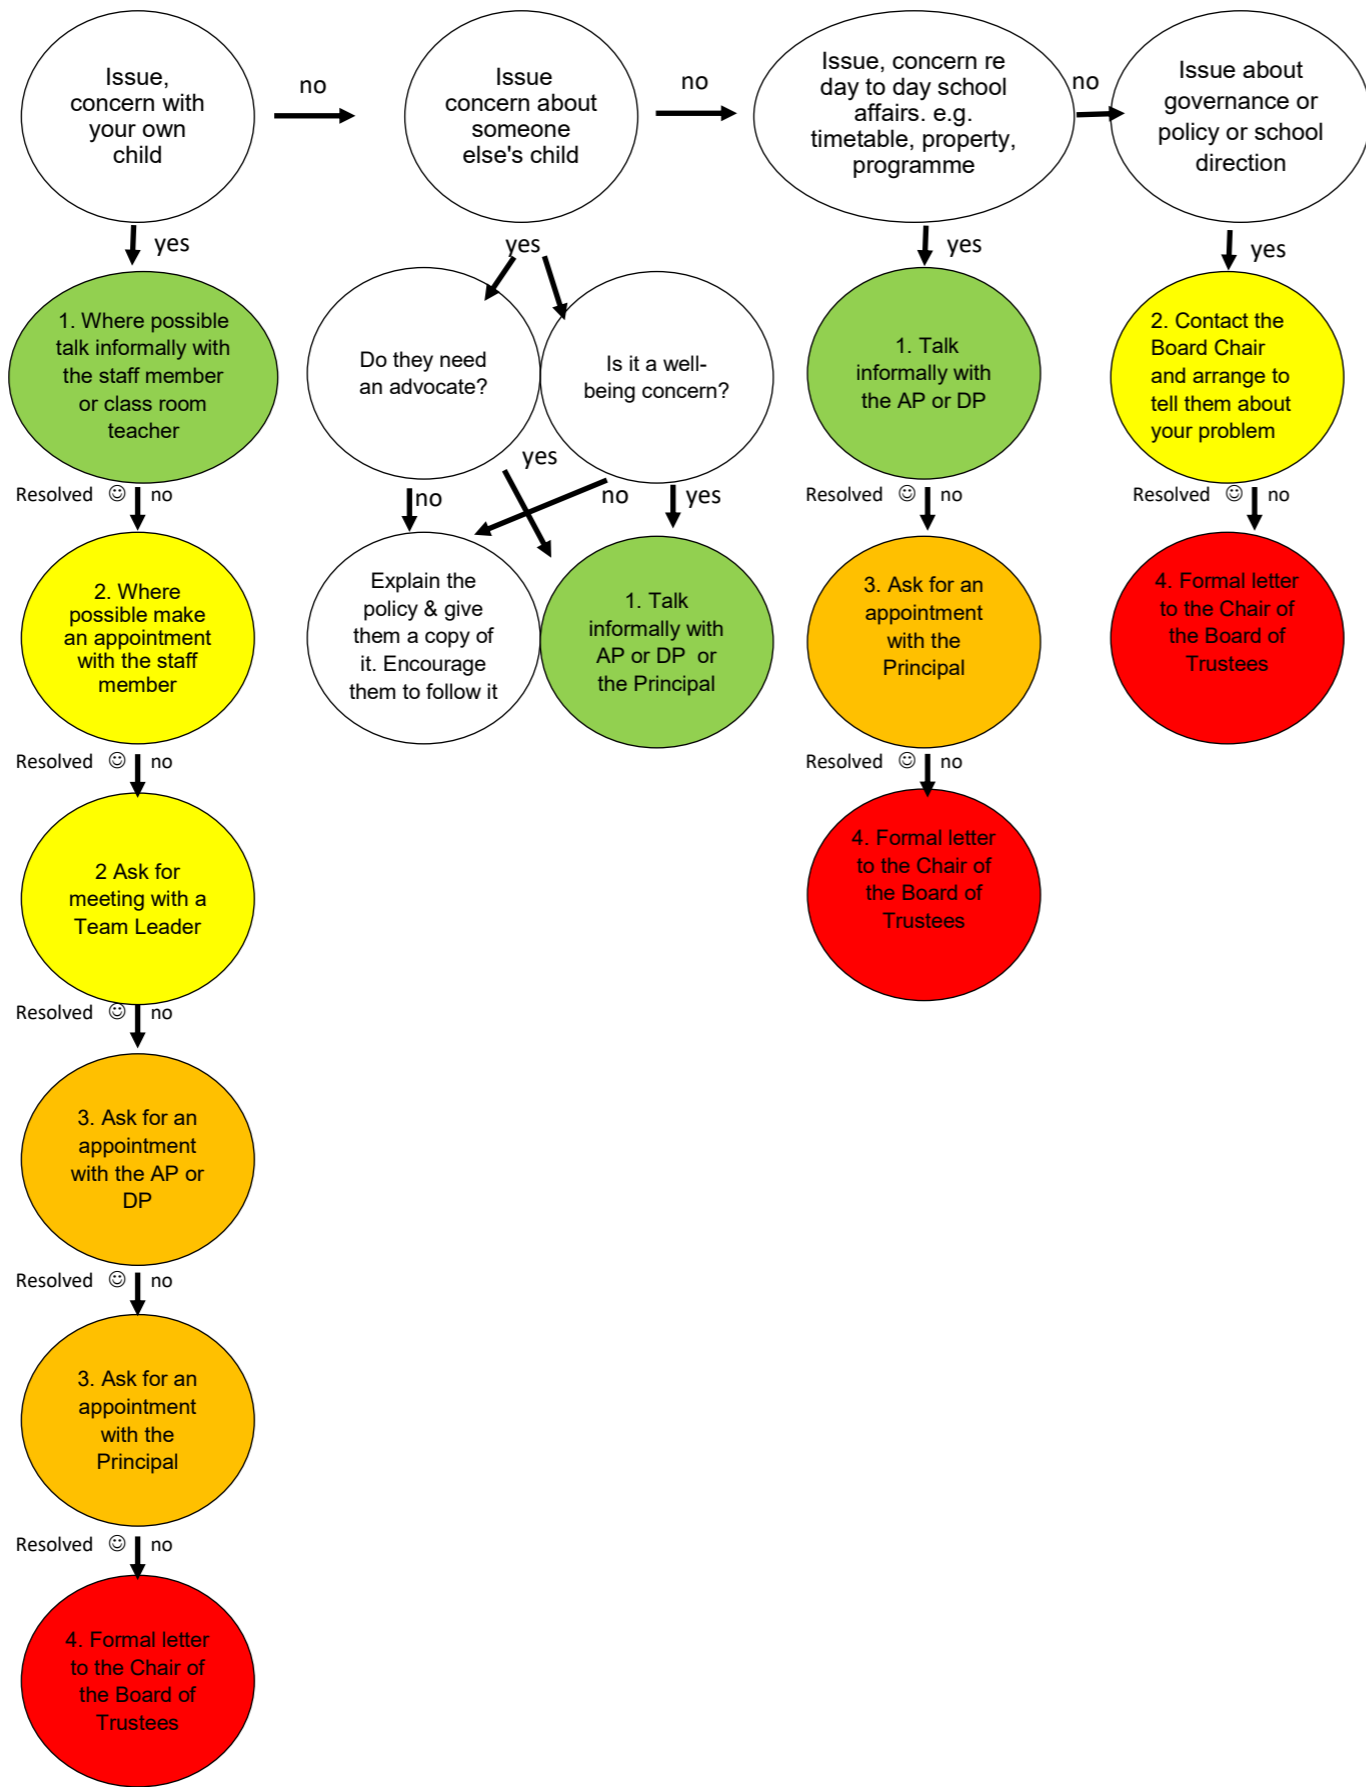 Issue,
concern with
your own
child
no
Issue
concern about
someone
else's child
no
Issue, concern re
day to day school
affairs. e.g.
timetable, property,
programme
no
Issue about
governance or
policy or school
direction
yes
yes
yes
yes
1. Where possible
talk informally with
the staff member
or class room
teacher
Do they need
an advocate?
Is it a well-
being concern?
1. Talk
informally with
the AP or DP
2. Contact the
Board Chair
and arrange to
tell them about
your problem
Resolved ☺ no
no
yes
no
yes
Resolved ☺ no
Resolved ☺ no
2. Where
possible make
an appointment
with the staff
member
Explain the
policy & give
them a copy of
it. Encourage
them to follow it
1. Talk
informally with
AP or DP or
the Principal
3. Ask for an
appointment
with the
Principal
4. Formal letter
to the Chair of
the Board of
Trustees
Resolved ☺ no
Resolved ☺ no
2 Ask for
meeting with a
Team Leader
4. Formal letter
to the Chair of
the Board of
Trustees
Resolved ☺ no
3. Ask for an
appointment
with the AP or
DP
Resolved ☺ no
3. Ask for an
appointment
with the
Principal
Resolved ☺ no
4. Formal letter
to the Chair of
the Board of
Trustees